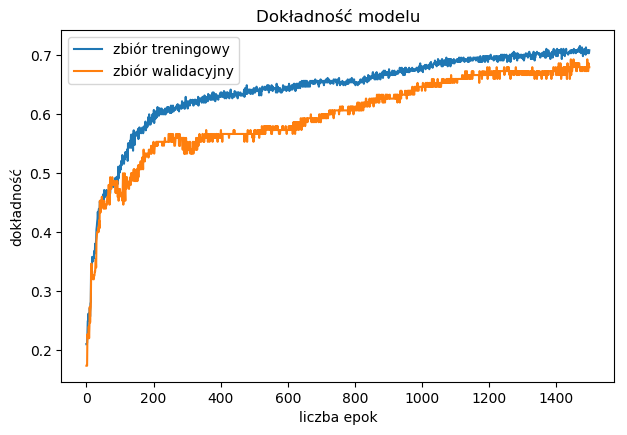 Dokładność modelu
zbiór treningowy
zbiór walidacyjny
dokładność
0.7
0.6
0.5
0.4
0.3
0.2
0 200 400 600 800 1000 1200 1400
liczba epok